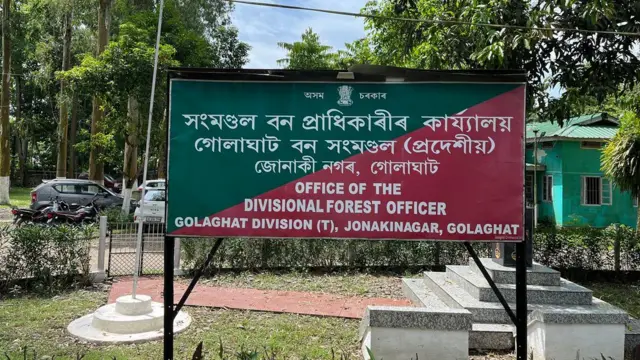 অসম চৰকাৰ
সংমণ্ডল বন প্ৰাধিকাৰীৰ কাৰ্য্যালয়
গোলাঘাট বন সংমণ্ডল (প্ৰদেশীয়)
জোনাকী নগৰ, গোলাঘাট
OFFICE OF THE
DIVISIONAL FOREST OFFICER
GOLAGHAT DIVISION (T), JONAKINAGAR, GOLAGHAT